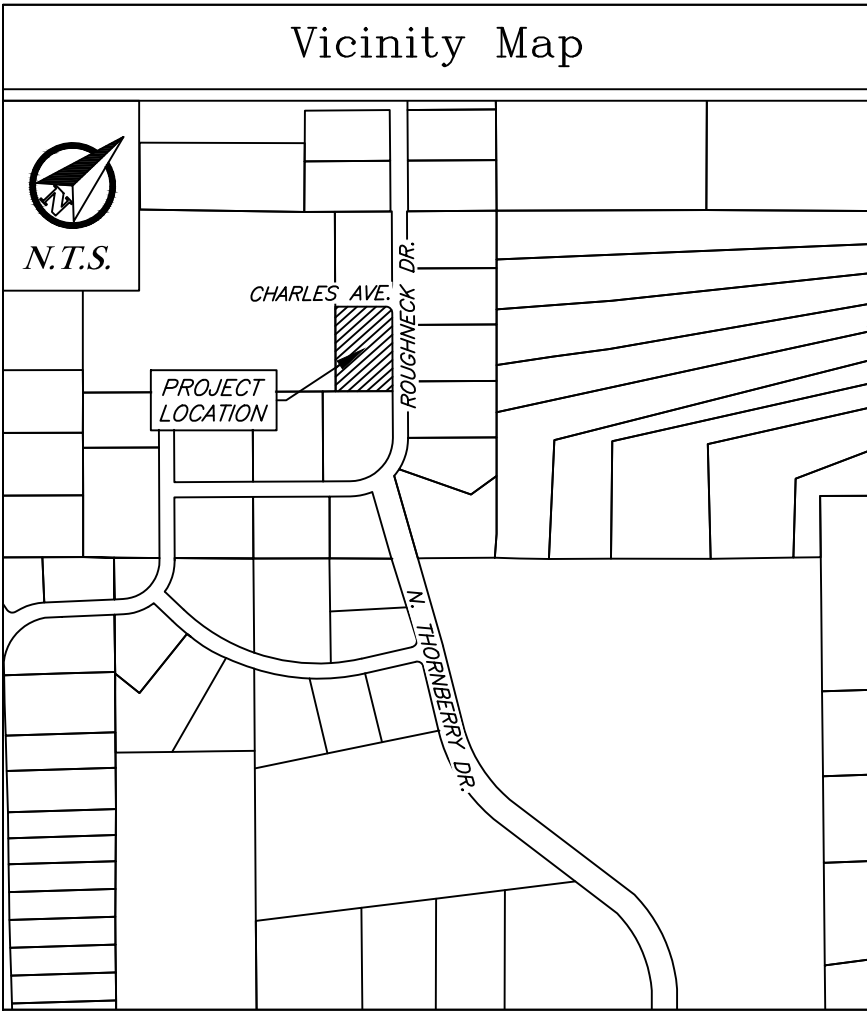 Vicinity Map
N
N.T.S.
CHARLES AVE.
ROUGHNECK DR.
PROJECT
LOCATION
N. THORNBERRY DR.